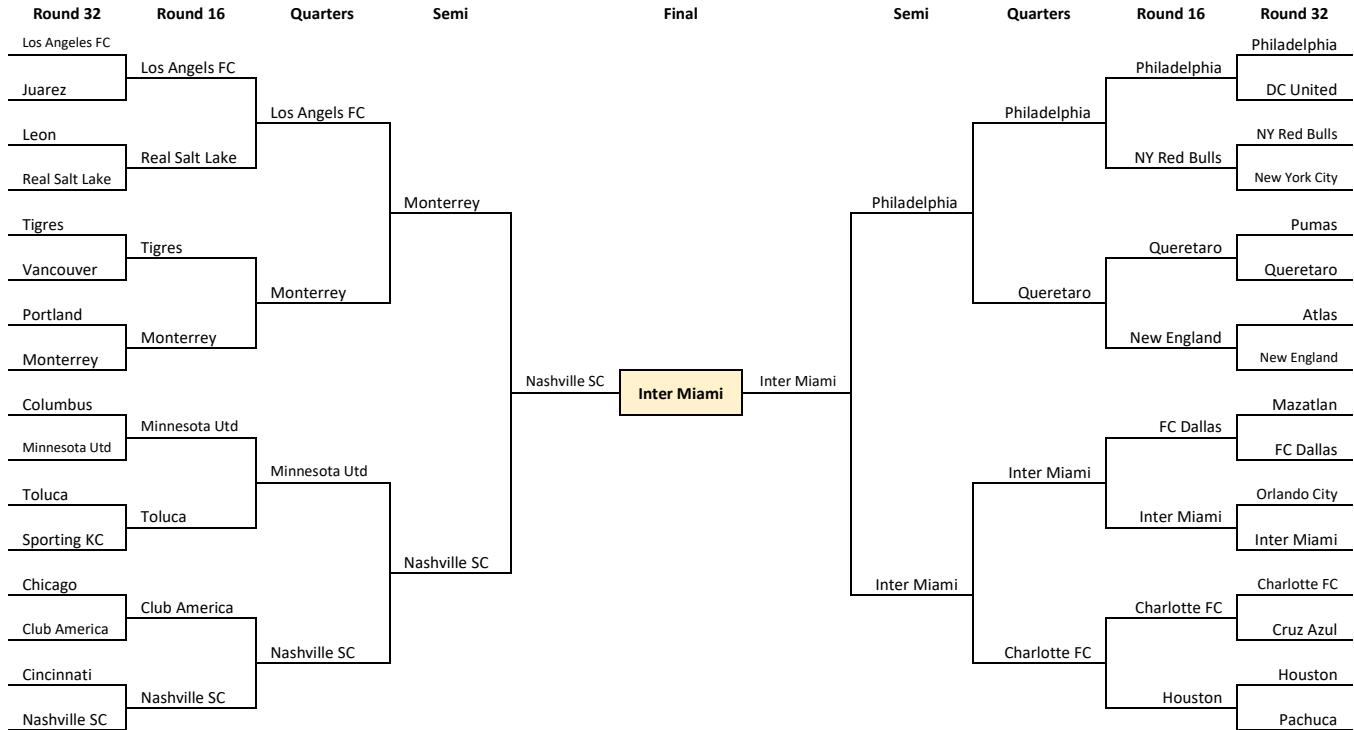 Round 32 Round 16 Quarters Semi Final Semi Quarters Round 16 Round 32
Los Angeles FC Philadelphia
Los Angels FC Philadelphia
Juarez DC United
Los Angels FC Philadelphia
Leon NY Red Bulls
Real Salt Lake NY Red Bulls
Real Salt Lake New York City
Monterrey Philadelphia
Tigres Pumas
Tigres Queretaro
Vancouver Queretaro
Monterrey Queretaro
Portland Atlas
Monterrey New England
Monterrey New England
Nashville SC Inter Miami Inter Miami
Columbus Mazatlan
Minnesota Utd FC Dallas
Minnesota Utd FC Dallas
Minnesota Utd Inter Miami
Toluca Orlando City
Toluca Inter Miami
Sporting KC Inter Miami
Nashville SC
Chicago Inter Miami Charlotte FC
Club America Charlotte FC
Club America Cruz Azul
Nashville SC Charlotte FC
Cincinnati Houston
Nashville SC Houston
Nashville SC Pachuca